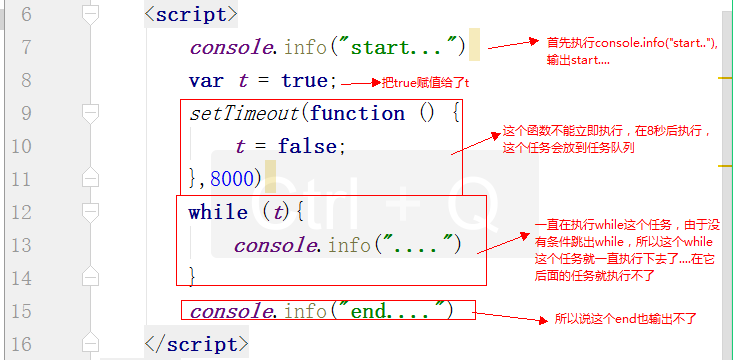 6 <script>
7 console.info("start...")
首先执行console.info("start.."),
输出start....
8 var t = true;
把true赋值给了t
9 setTimeout(function () {
10 t = false;
11 },8000)
这个函数不能立即执行，在8秒后执行，
这个任务会放到任务队列
Ctrl + Q
12 while (t){
13 console.info("....")
14 }
一直在执行while这个任务，由于没
有条件跳出while，所以这个while
这个任务就一直执行下去了....在它
后面的任务就执行不了
15 console.info("end....")
所以说这个end也输出不了
16 </script>